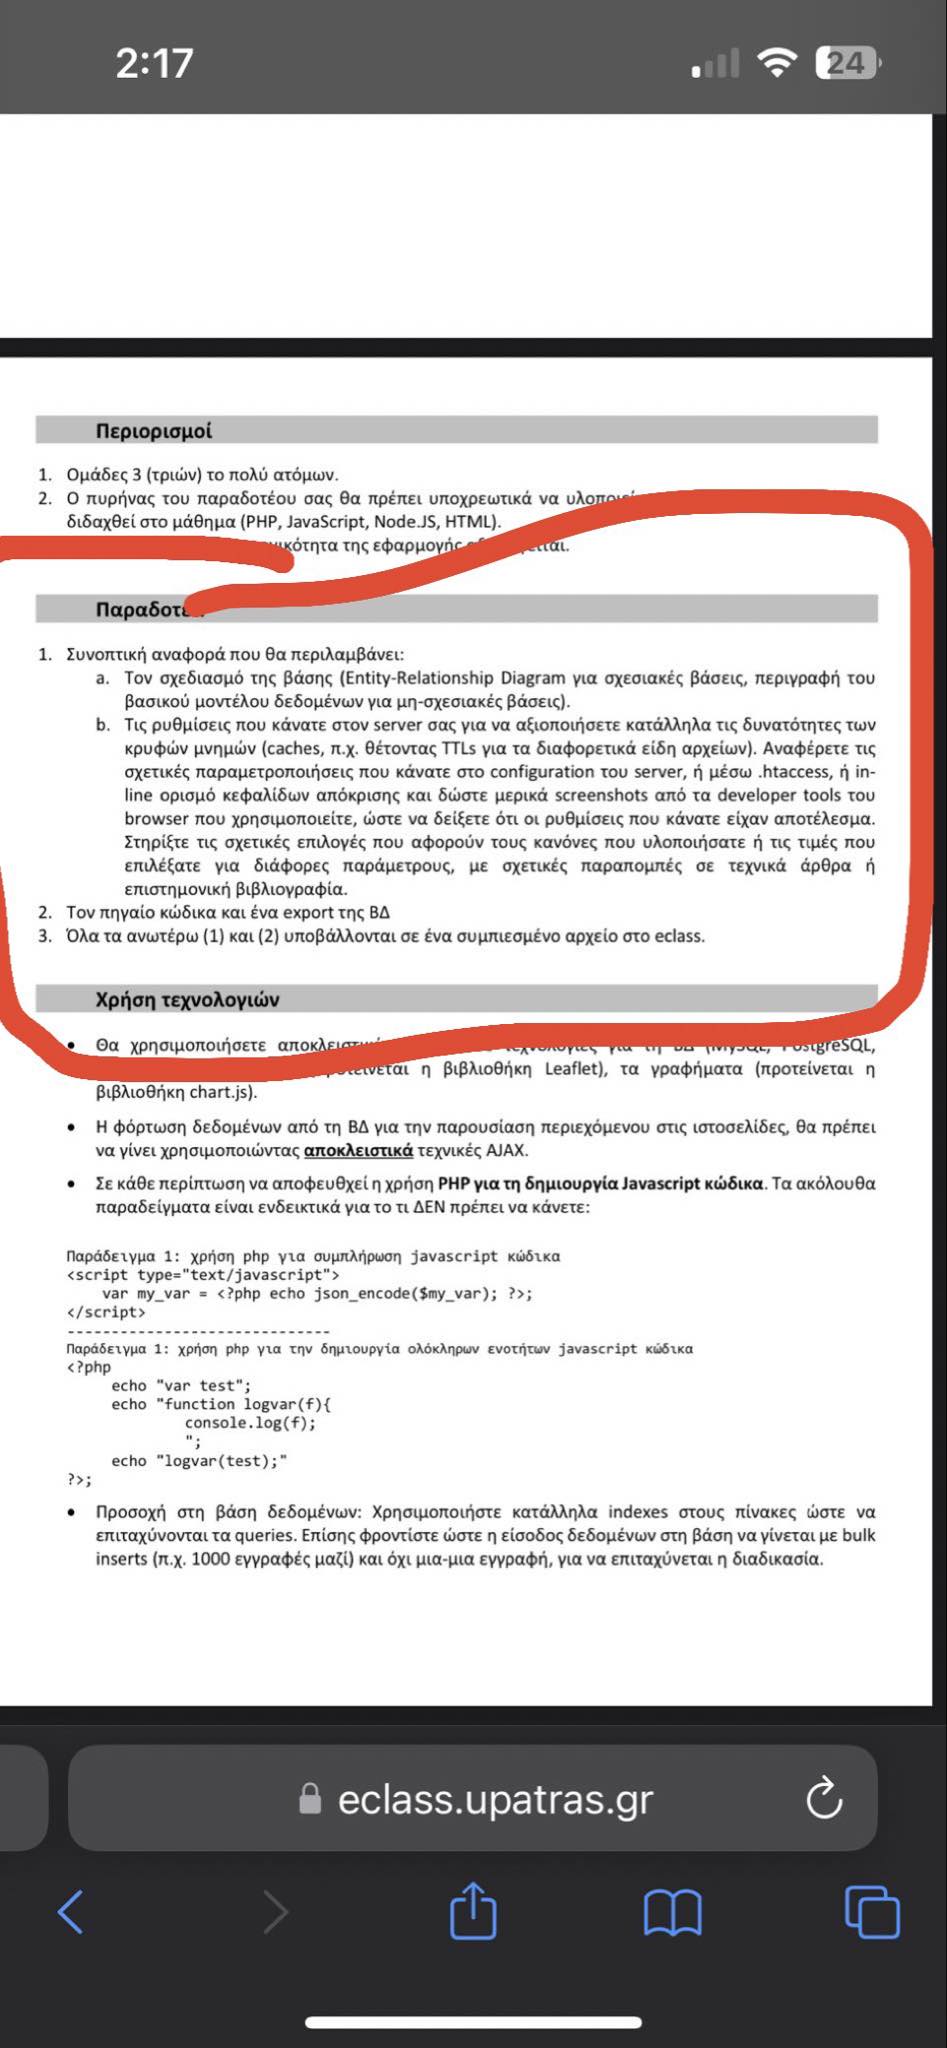 2:17
24
Περιορισμοί
1. Ομάδες 3 (τριών) το πολύ ατόμων.
2. Ο πυρήνας του παραδοτέου σας θα πρέπει υποχρεωτικά να
διδαχθεί στο μάθημα (PHP, JavaScript, Node.JS, HTML).
της εφαρμογής
1. Συνοπτική αναφορά που θα περιλαμβάνει:
a. Τον σχεδιασμό της βάσης (Entity-Relationship Diagram για σχεσιακές βάσεις, περιγραφή του
βασικού μοντέλου δεδομένων για μη-σχεσιακές βάσεις).
b. Τις ρυθμίσεις που κάνατε στον server σας για να αξιοποιήσετε κατάλληλα τις δυνατότητες των
κρυφών μνημών (caches, π.χ. θέτοντας TTLs για τα διαφορετικά είδη αρχείων). Αναφέρετε τις
σχετικές παραμετροποιήσεις που κάνατε στο configuration του server, ή μέσω .htaccess, ή in-
line ορισμό κεφαλίδων απόκρισης και δώστε μερικά screenshots από τα developer tools του
browser που χρησιμοποιείτε, ώστε να δείξετε ότι οι ρυθμίσεις που κάνατε είχαν αποτέλεσμα.
Στηρίξτε τις σχετικές επιλογές που αφορούν τους κανόνες που υλοποιήσατε ή τις τιμές που
επιλέξατε για διάφορες παράμετρους, με σχετικές παραπομπές σε τεχνικά άρθρα ή
επιστημονική βιβλιογραφία.
2. Τον πηγαίο κώδικα και ένα export της ΒΔ
3. Όλα τα ανωτέρω (1) και (2) υποβάλλονται σε ένα συμπιεσμένο αρχείο στο eclass.
Χρήση τεχνολογιών
• Θα χρησιμοποιήσετε για τη ΒΔ (MySQL, PostgreSQL,
η βιβλιοθήκη Leaflet), τα γραφήματα (προτείνεται η
βιβλιοθήκη chart.js).
• Η φόρτωση δεδομένων από τη ΒΔ για την παρουσίαση περιεχόμενου στις ιστοσελίδες, θα πρέπει
να γίνει χρησιμοποιώντας αποκλειστικά τεχνικές AJAX.
• Σε κάθε περίπτωση να αποφευχθεί η χρήση PHP για τη δημιουργία Javascript κώδικα. Τα ακόλουθα
παραδείγματα είναι ενδεικτικά για το τι ΔΕΝ πρέπει να κάνετε:
Παράδειγμα 1: χρήση php για συμπλήρωση javascript κώδικα
<script type="text/javascript">
var my_var = <?php echo json_encode($my_var); ?>;
</script>
------------------------------
Παράδειγμα 1: χρήση php για την δημιουργία ολόκληρων ενοτήτων javascript κώδικα
<?php
echo "var test";
echo "function logvar(f){
console.log(f);
";
echo "logvar(test);"
?>;
• Προσοχή στη βάση δεδομένων: Χρησιμοποιήστε κατάλληλα indexes στους πίνακες ώστε να
επιταχύνονται τα queries. Επίσης φροντίστε ώστε η είσοδος δεδομένων στη βάση να γίνεται με bulk
inserts (π.χ. 1000 εγγραφές μαζί) και όχι μια-μια εγγραφή, για να επιταχύνεται η διαδικασία.
eclass.upatras.gr